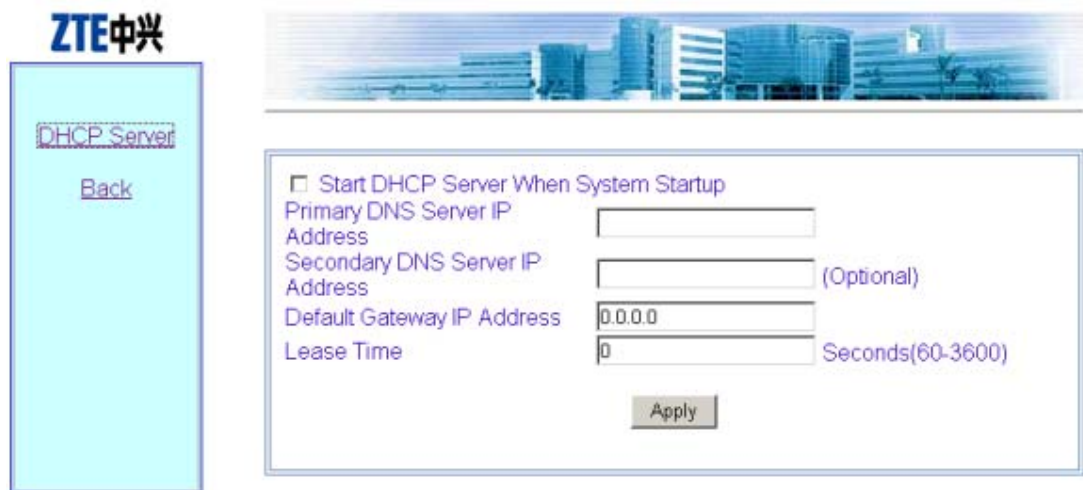 ZTE中兴
DHCP Server
Back
Start DHCP Server When System Startup
Primary DNS Server IP
Address
Secondary DNS Server IP
Address
(Optional)
Default Gateway IP Address
0.0.0.0
Lease Time
0
Seconds(60-3600)
Apply